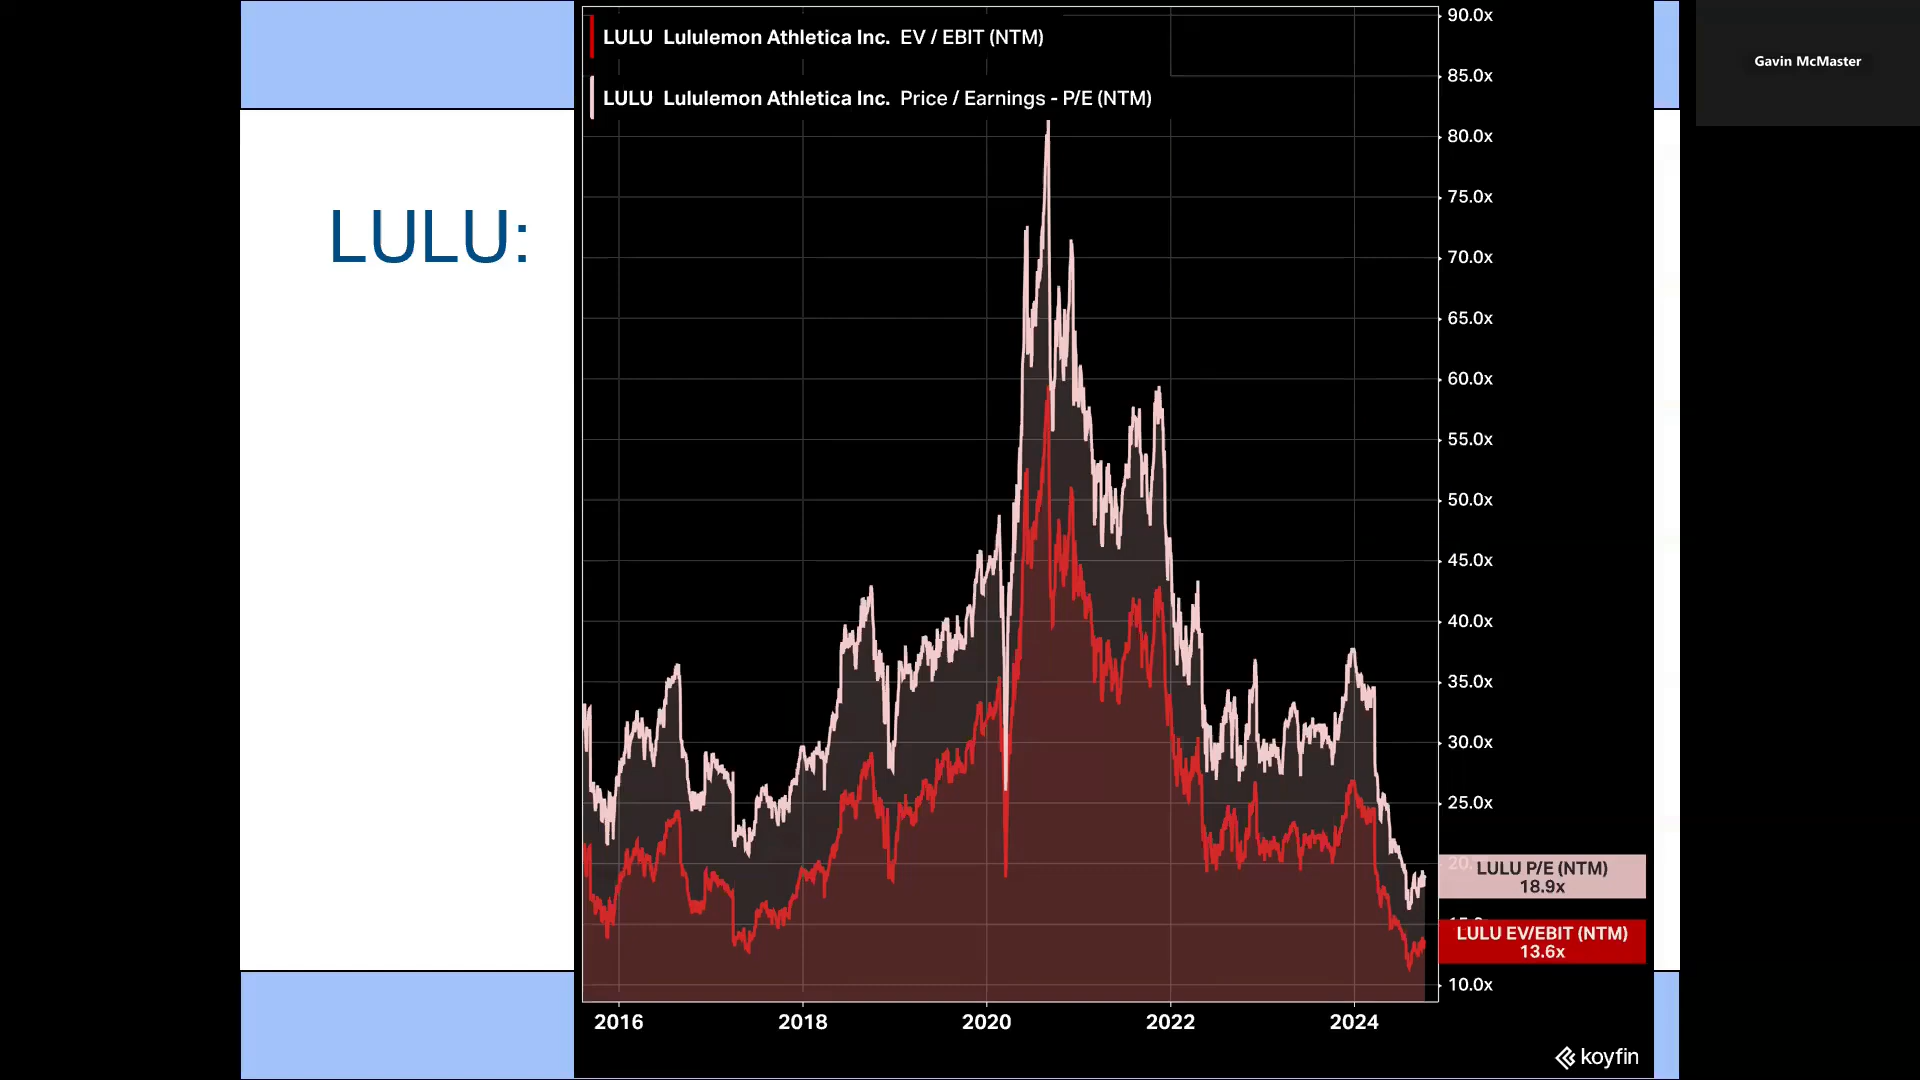 LULU Lululemon Athletica Inc. EV / EBIT (NTM)
LULU Lululemon Athletica Inc. Price / Earnings - P/E (NTM)
Gavin McMaster
LULU:
90.0x
85.0x
80.0x
75.0x
70.0x
65.0x
60.0x
55.0x
50.0x
45.0x
40.0x
35.0x
30.0x
25.0x
LULU P/E (NTM)
18.9x
LULU EV/EBIT (NTM)
13.6x
10.0x
2016 2018 2020 2022 2024
koyfin